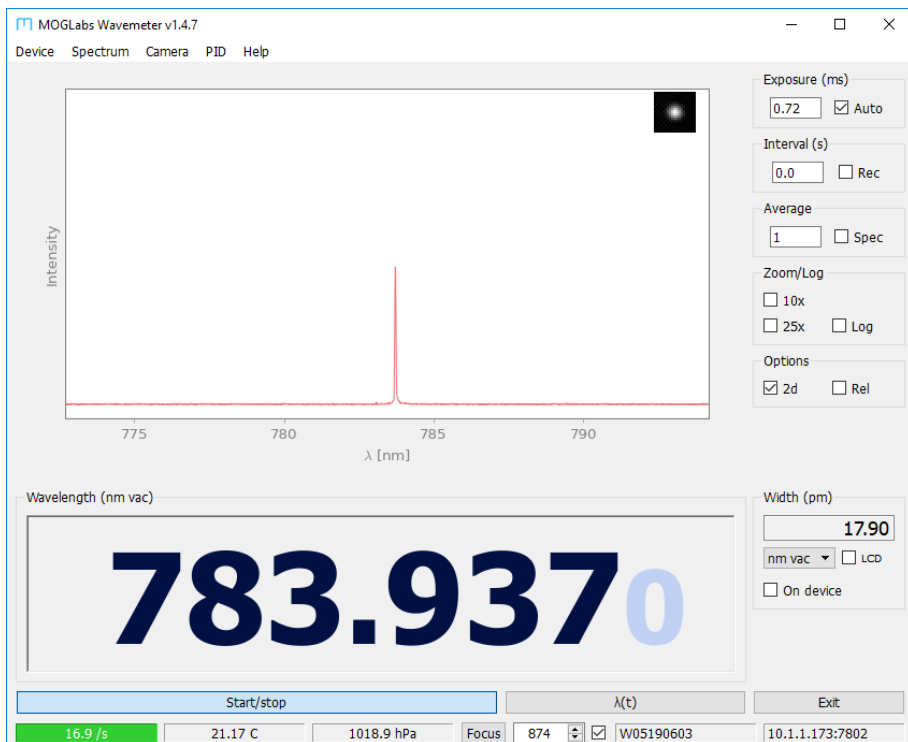 MOGLabs Wavemeter v1.4.7
Device Spectrum Camera PID Help
Intensity
775 780 785 790
λ [nm]
Exposure (ms)
0.72 Auto
Interval (s)
0.0 Rec
Average
1 Spec
Zoom/Log
10x
25x Log
Options
2d Rel
Wavelength (nm vac)
783.9370
Width (pm)
17.90
nm vac LCD
On device
Start/stop λ(t) Exit
16.9 /s 21.17 C 1018.9 hPa Focus 874 W05190603 10.1.1.173:7802